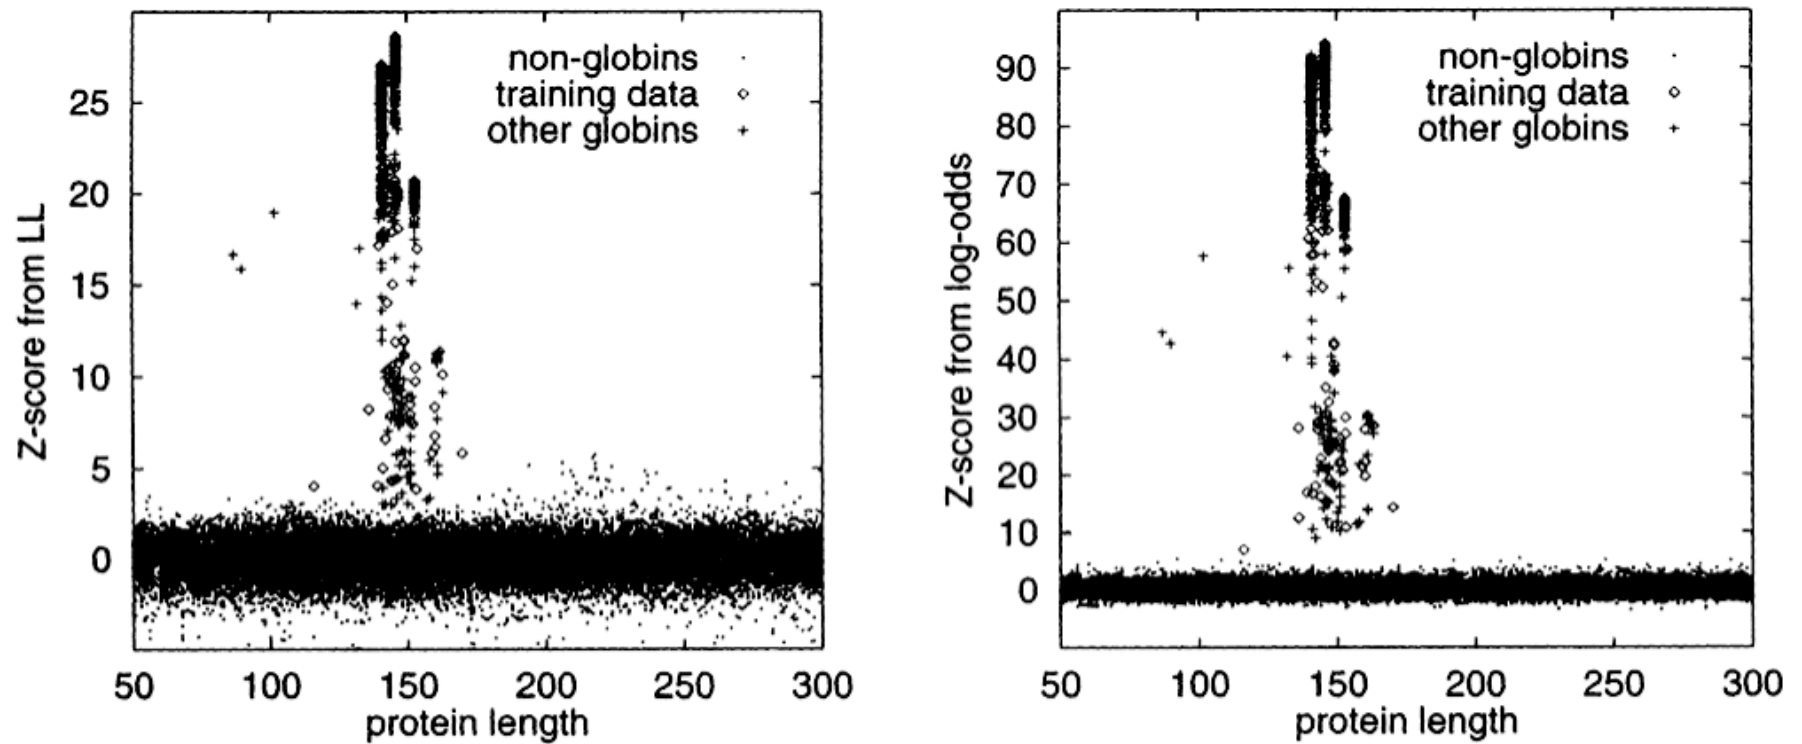 non-globins
training data
other globins
25
20
15
10
5
0
Z-score from LL
50 100 150 200 250 300
protein length
non-globins
training data
other globins
90
80
70
60
50
40
30
20
10
0
Z-score from log-odds
50 100 150 200 250 300
protein length